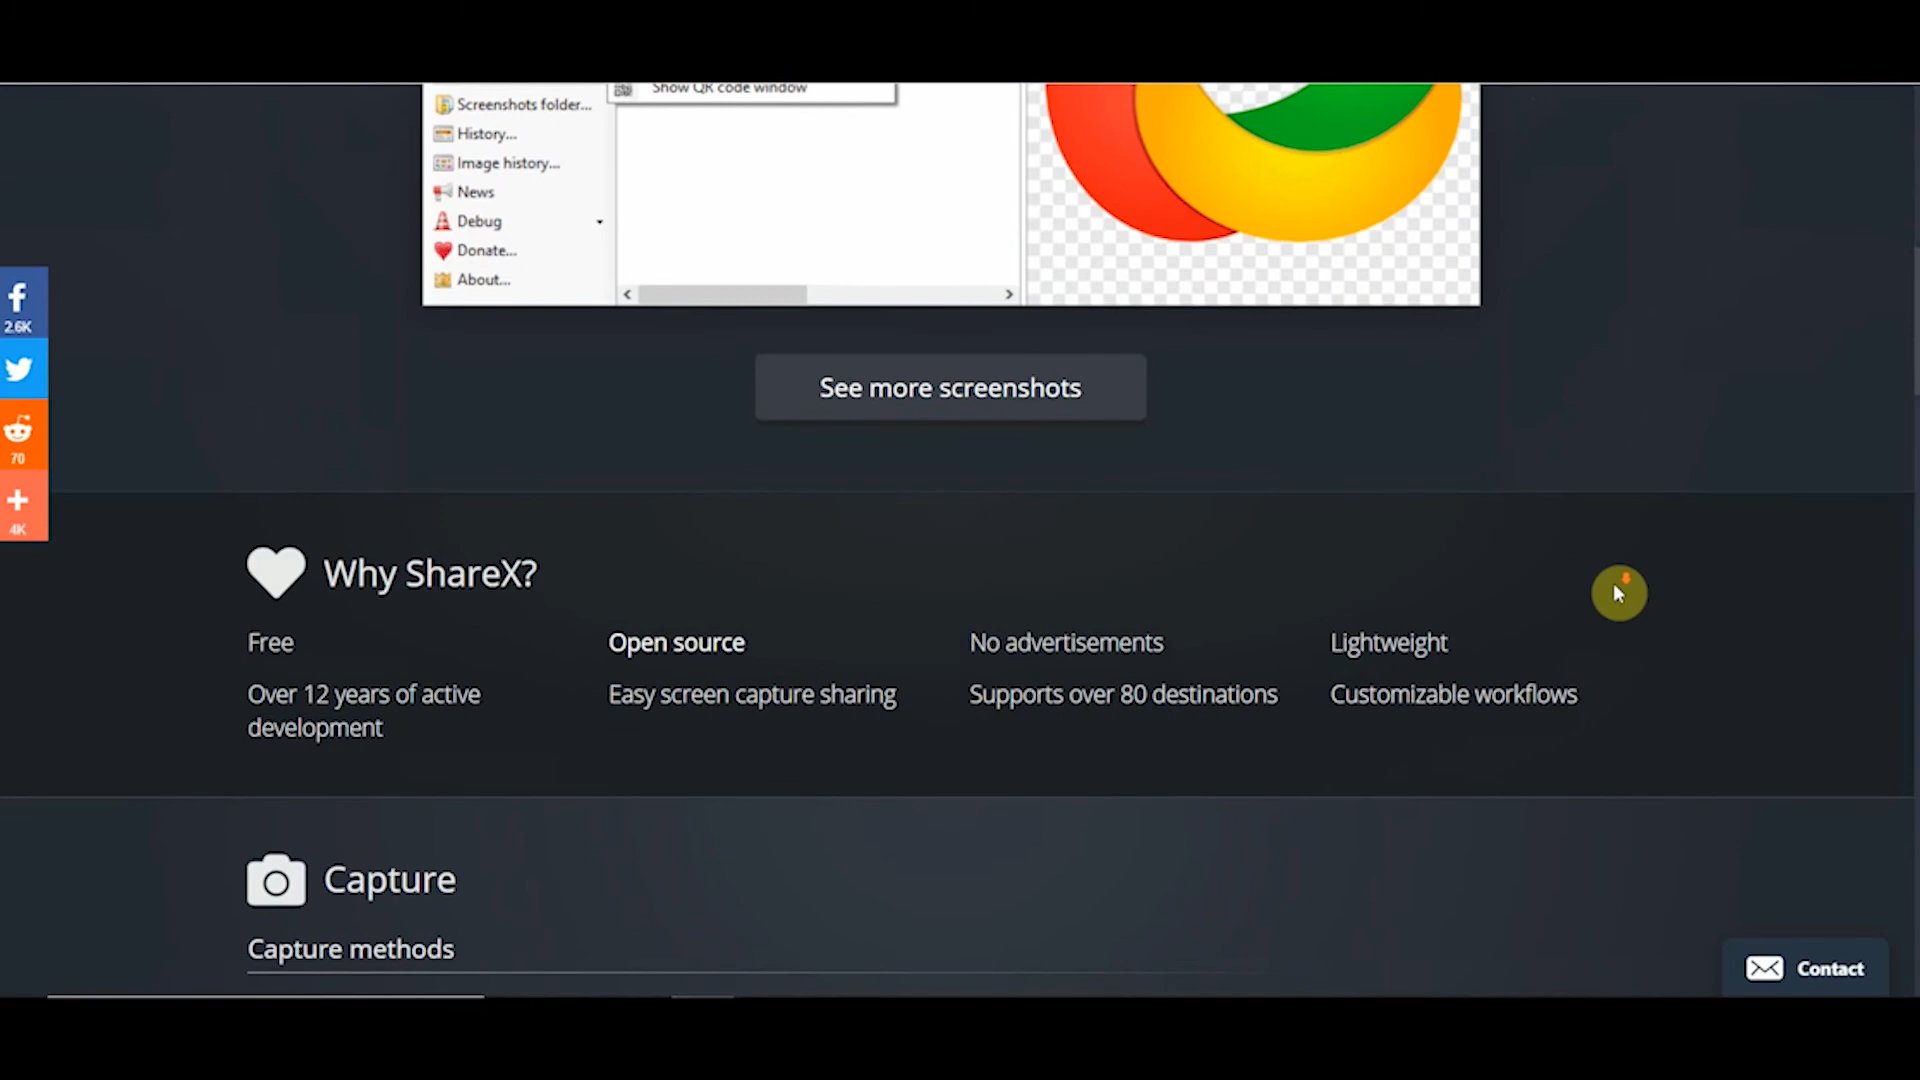 Show QR code window
Screenshots folder...
History...
Image history...
News
Debug
Donate...
About...
2.6K
70
4K
See more screenshots
Why ShareX?
Free
Open source
No advertisements
Lightweight
Over 12 years of active
development
Easy screen capture sharing
Supports over 80 destinations
Customizable workflows
Capture
Capture methods
Contact